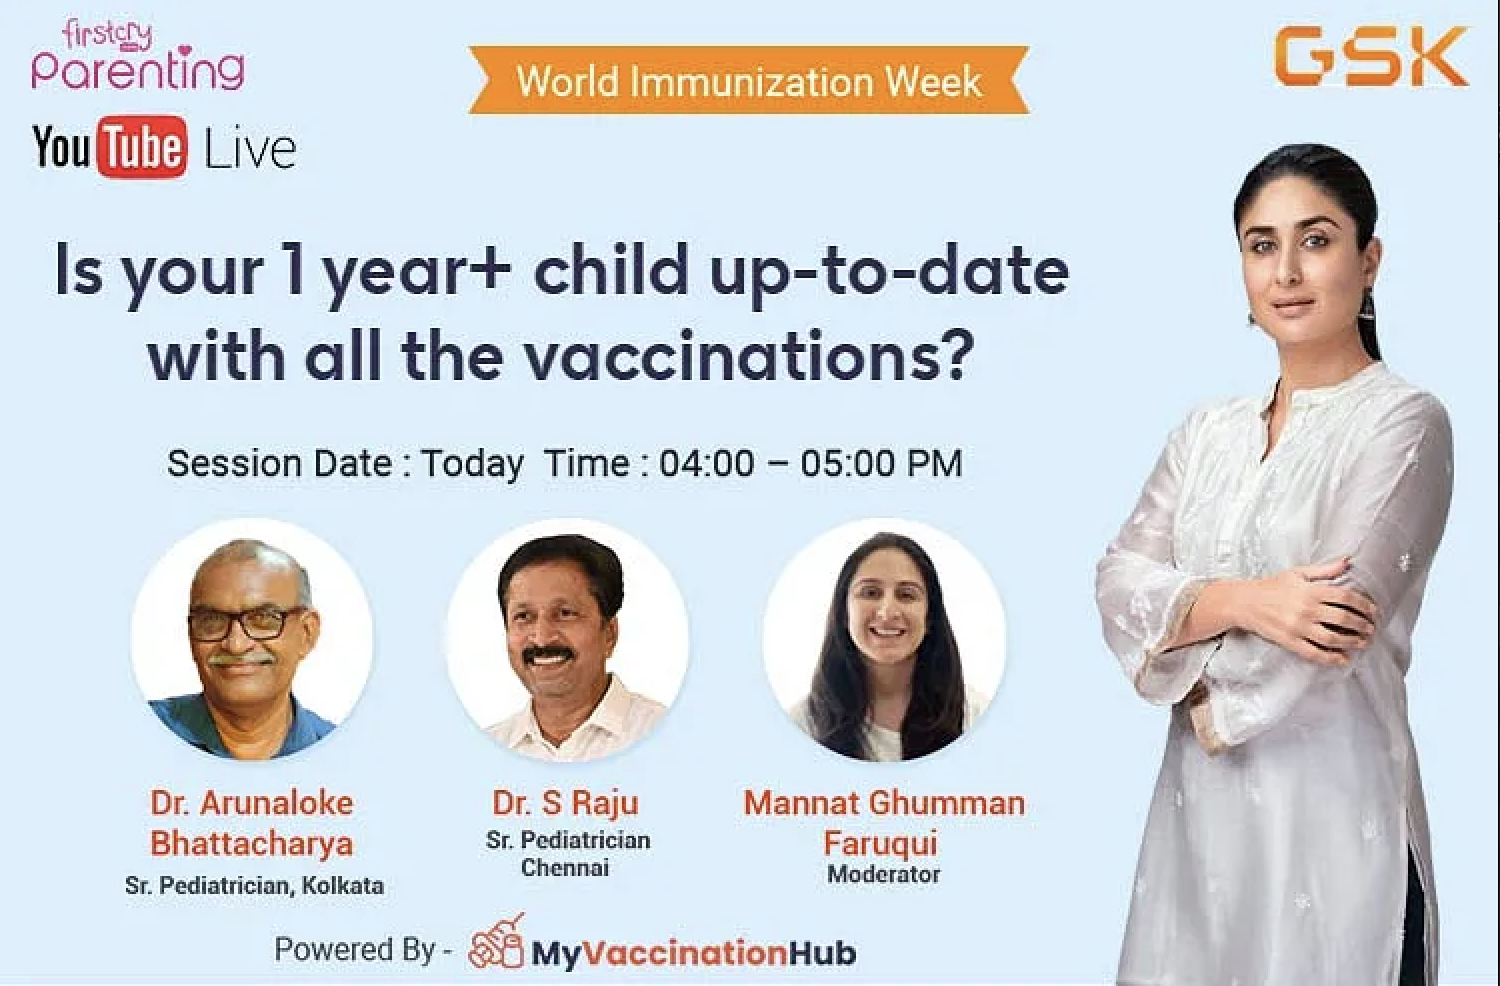 firstcry
Parenting
YouTube Live
World Immunization Week
GSK
Is your 1 year+ child up-to-date
with all the vaccinations?
Session Date : Today Time : 04:00 – 05:00 PM
Dr. Arunaloke
Bhattacharya
Sr. Pediatrician, Kolkata
Dr. S Raju
Sr. Pediatrician
Chennai
Mannat Ghumman
Faruqui
Moderator
Powered By - MyVaccinationHub